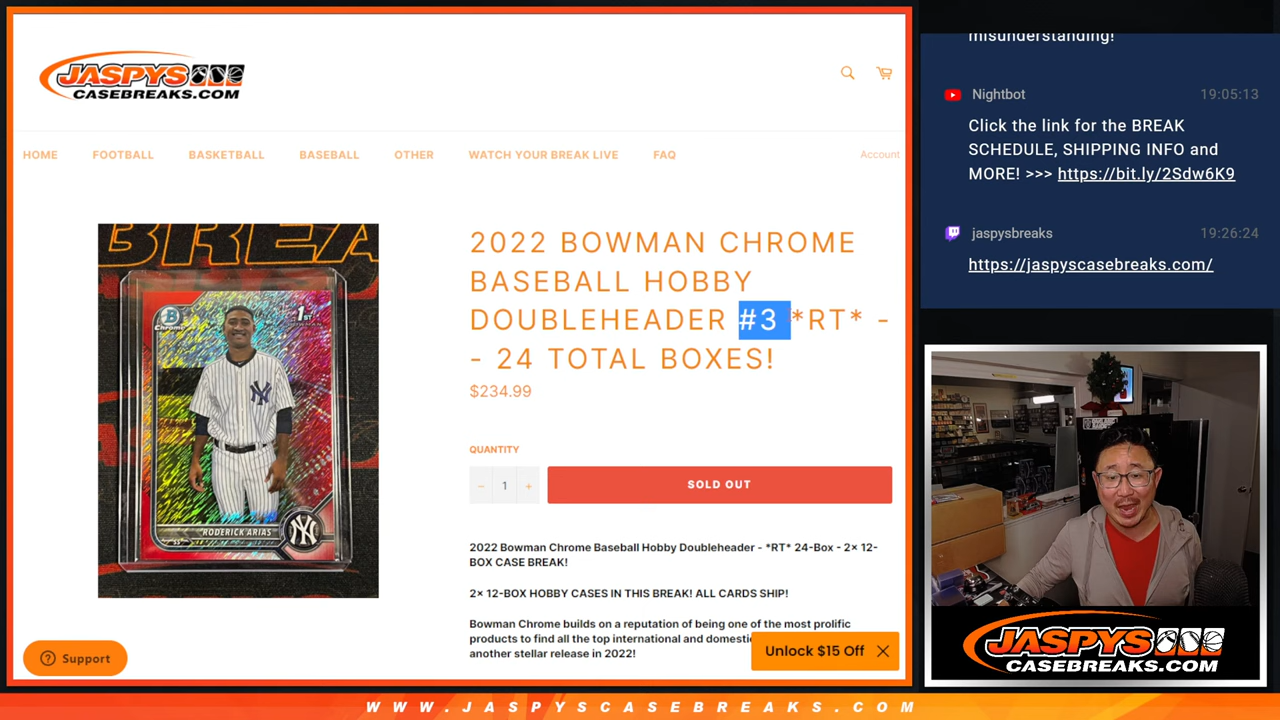 JASPYS
CASEBREAKS.COM
HOME FOOTBALL BASKETBALL BASEBALL OTHER WATCH YOUR BREAK LIVE FAQ Account
BREA
B
Chrome
1ST
RODERICK ARIAS
SS
2022 BOWMAN CHROME
BASEBALL HOBBY
DOUBLEHEADER #3 *RT* -
- 24 TOTAL BOXES!
$234.99
QUANTITY
− 1 +
SOLD OUT
2022 Bowman Chrome Baseball Hobby Doubleheader - *RT* 24-Box - 2× 12-
BOX CASE BREAK!
2× 12-BOX HOBBY CASES IN THIS BREAK! ALL CARDS SHIP!
Bowman Chrome builds on a reputation of being one of the most prolific
products to find all the top international and domestic
another stellar release in 2022!
Support
Unlock $15 Off
misunderstanding!
Nightbot 19:05:13
Click the link for the BREAK
SCHEDULE, SHIPPING INFO and
MORE! >>> https://bit.ly/2Sdw6K9
jaspysbreaks 19:26:24
https://jaspyscasebreaks.com/
JASPYS
CASEBREAKS.COM
WWW.JASPYSCASEBREAKS.COM